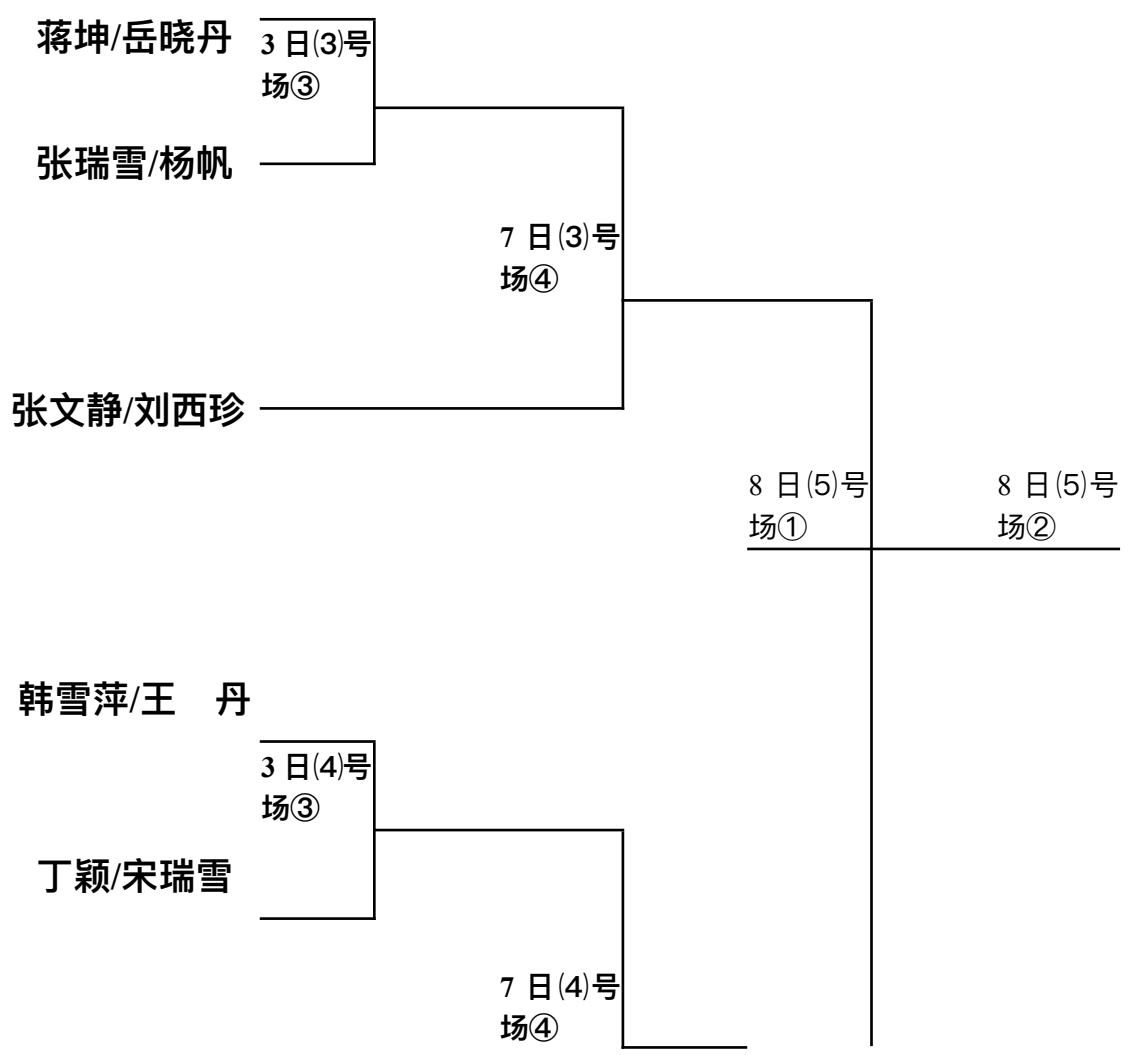 蒋坤/岳晓丹
3 日(3)号
场③
张瑞雪/杨帆
7 日(3)号
场④
张文静/刘西珍
8 日(5)号
场①
8 日(5)号
场②
韩雪萍/王　丹
3 日(4)号
场③
丁颖/宋瑞雪
7 日(4)号
场④